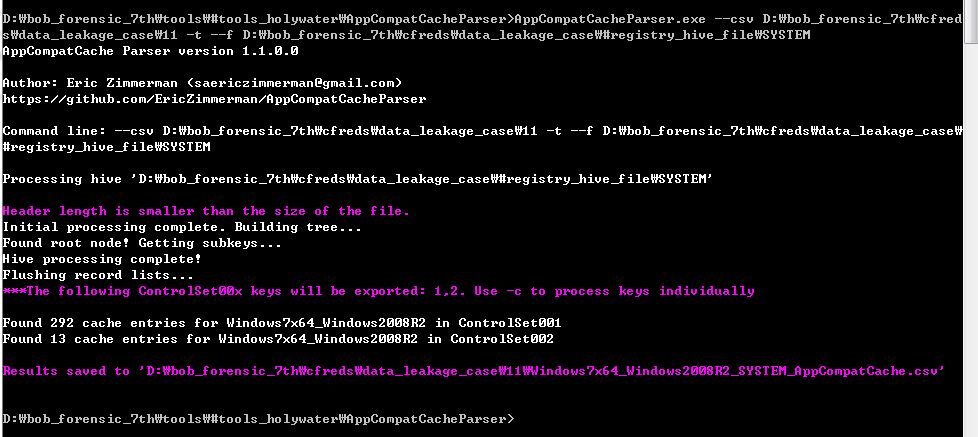 D:₩bob_forensic_7th₩tools₩#tools_holywater₩AppCompatCacheParser>AppCompatCacheParser.exe --csv D:₩bob_forensic_7th₩cfred
s₩data_leakage_case₩11 -t --f D:₩bob_forensic_7th₩cfreds₩data_leakage_case₩#registry_hive_file₩SYSTEM
AppCompatCache Parser version 1.1.0.0
Author: Eric Zimmerman (saericzimmerman@gmail.com)
https://github.com/EricZimmerman/AppCompatCacheParser
Command line: --csv D:₩bob_forensic_7th₩cfreds₩data_leakage_case₩11 -t --f D:₩bob_forensic_7th₩cfreds₩data_leakage_case₩
#registry_hive_file₩SYSTEM
Processing hive 'D:₩bob_forensic_7th₩cfreds₩data_leakage_case₩#registry_hive_file₩SYSTEM'
Header length is smaller than the size of the file.
Initial processing complete. Building tree...
Found root node! Getting subkeys...
Hive processing complete!
Flushing record lists...
***The following ControlSet00x keys will be exported: 1,2. Use -c to process keys individually
Found 292 cache entries for Windows7x64_Windows2008R2 in ControlSet001
Found 13 cache entries for Windows7x64_Windows2008R2 in ControlSet002
Results saved to 'D:₩bob_forensic_7th₩cfreds₩data_leakage_case₩11₩Windows7x64_Windows2008R2_SYSTEM_AppCompatCache.csv'
D:₩bob_forensic_7th₩tools₩#tools_holywater₩AppCompatCacheParser>